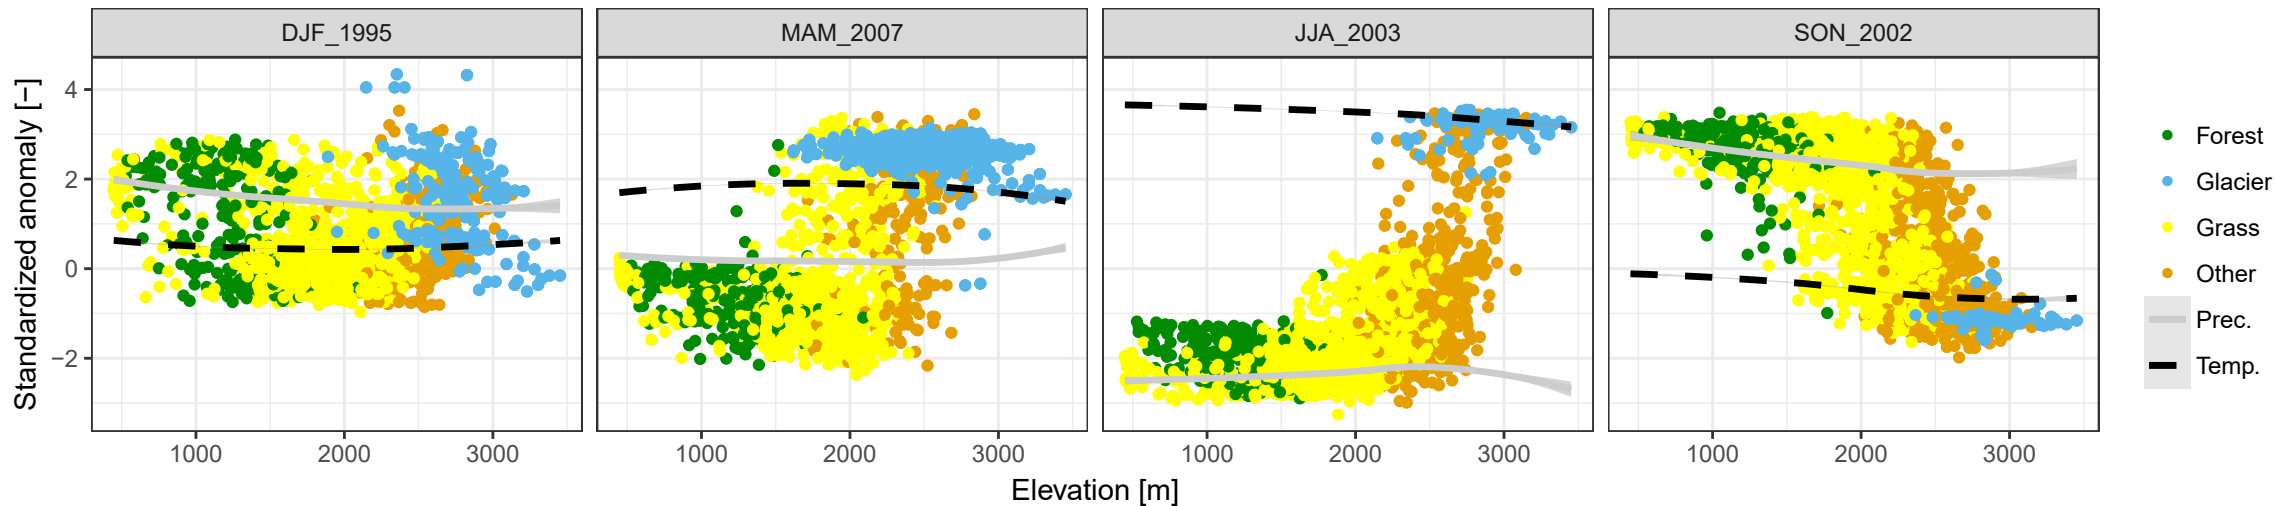 DJF_1995
MAM_2007
JJA_2003
SON_2002
Standardized anomaly [−]
4
2
0
−2
1000 2000 3000
1000 2000 3000
1000 2000 3000
1000 2000 3000
Elevation [m]
Forest
Glacier
Grass
Other
Prec.
Temp.